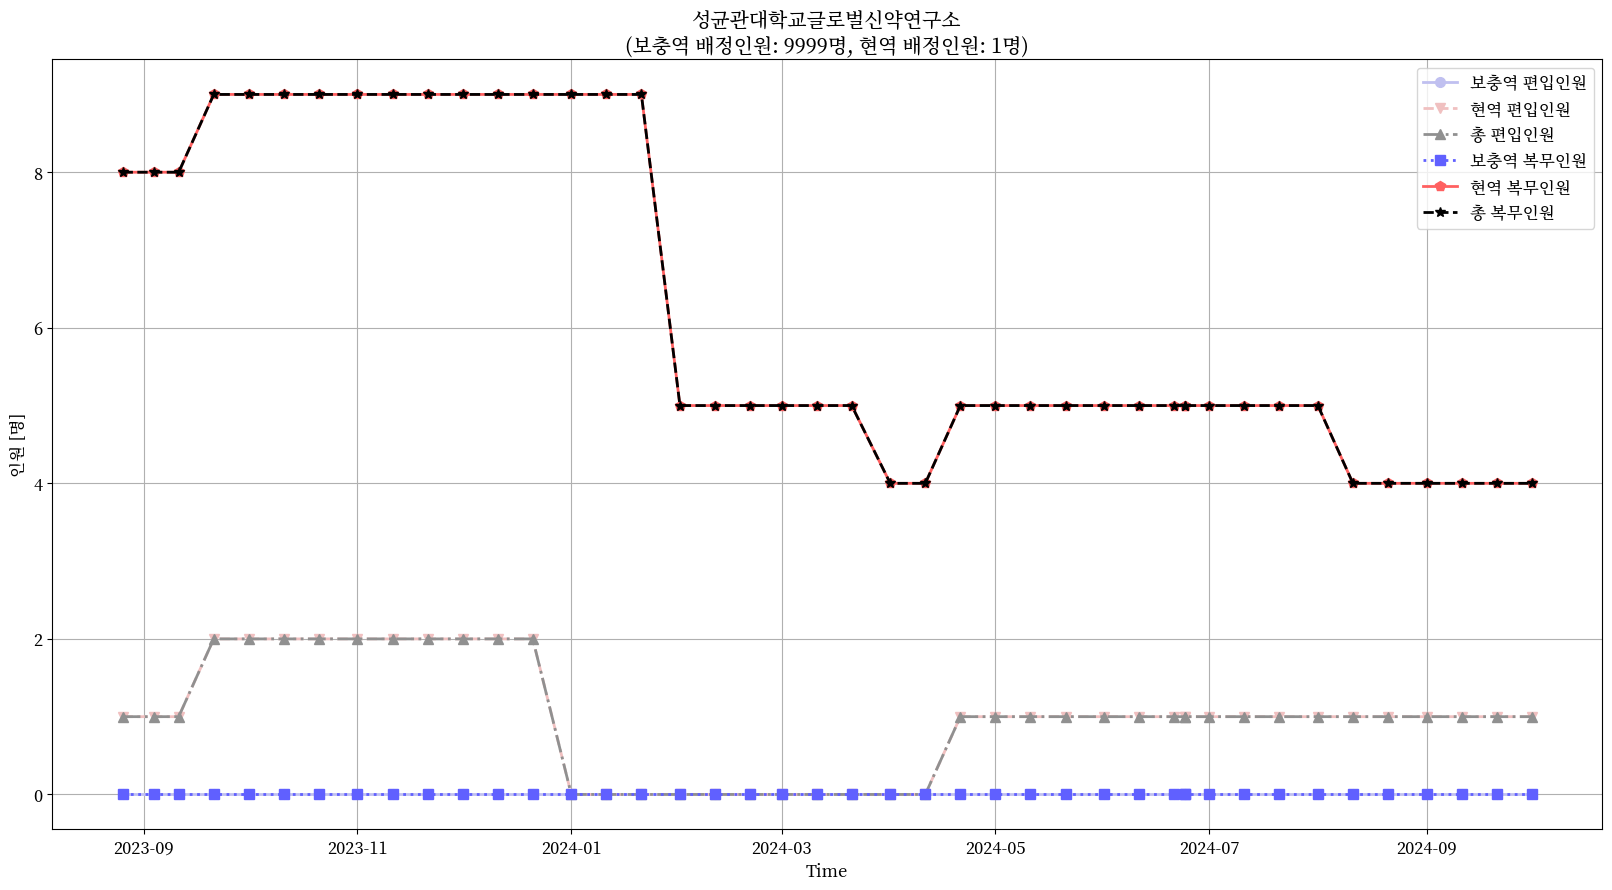 성균관대학교글로벌신약연구소
(보충역 배정인원: 9999명, 현역 배정인원: 1명)
보충역 편입인원
현역 편입인원
총 편입인원
보충역 복무인원
현역 복무인원
총 복무인원
인원 [명]
8
6
4
2
0
2023-09
2023-11
2024-01
2024-03
2024-05
2024-07
2024-09
Time